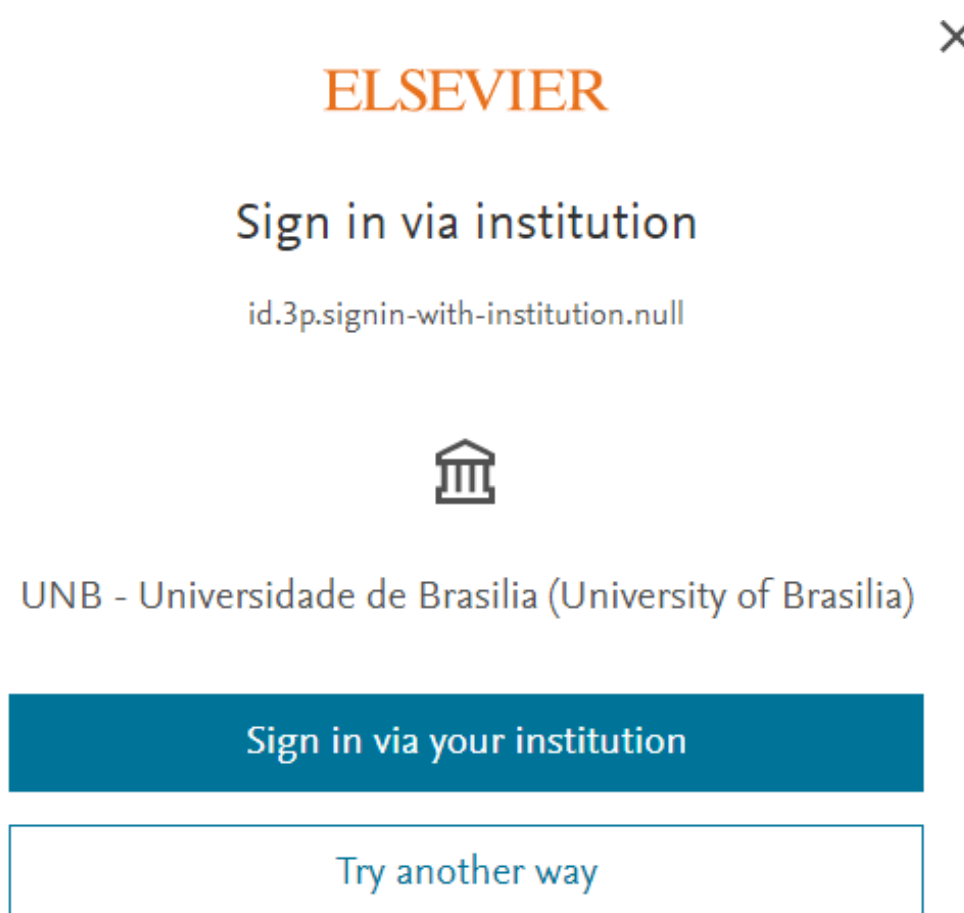 ELSEVIER
Sign in via institution
id.3p.signin-with-institution.null
UNB - Universidade de Brasilia (University of Brasilia)
Sign in via your institution
Try another way